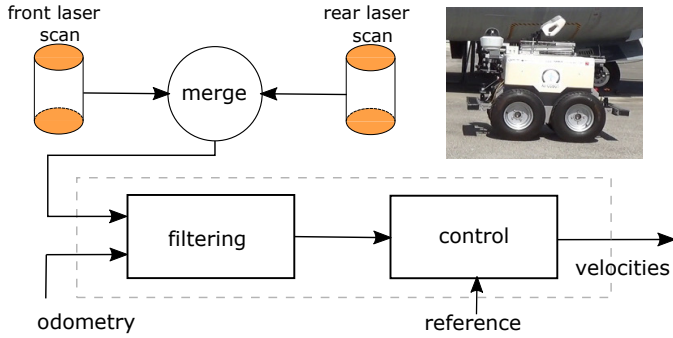 front laser
scan
rear laser
scan
merge
filtering
control
velocities
odometry
reference